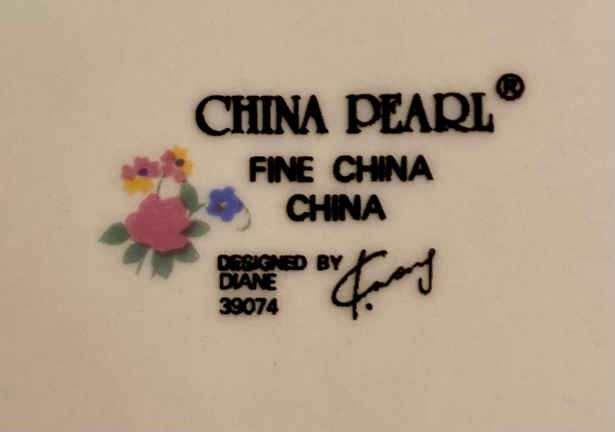 CHINA PEARL®
FINE CHINA
CHINA
DESIGNED BY
DIANE
39074